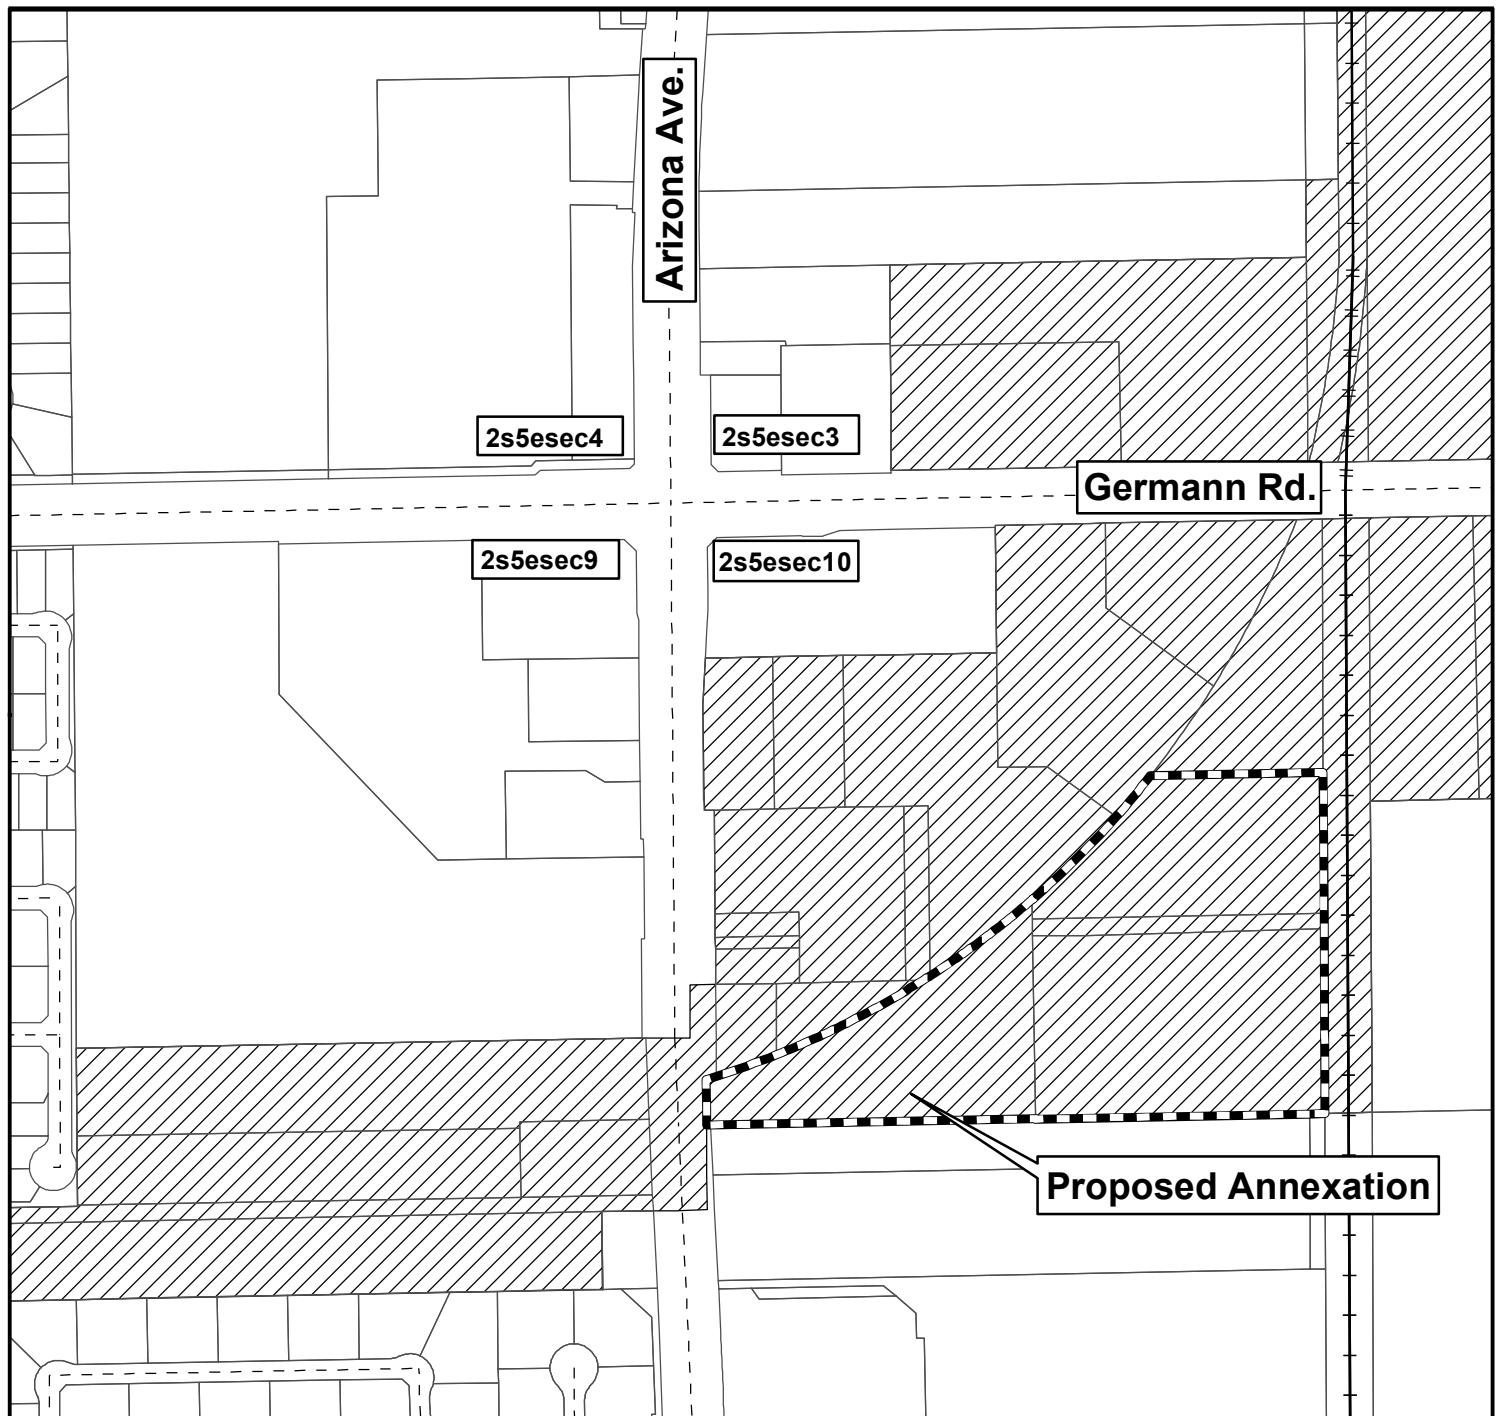 Arizona Ave.
2s5esec4
2s5esec3
Germann Rd.
2s5esec9
2s5esec10
Proposed Annexation